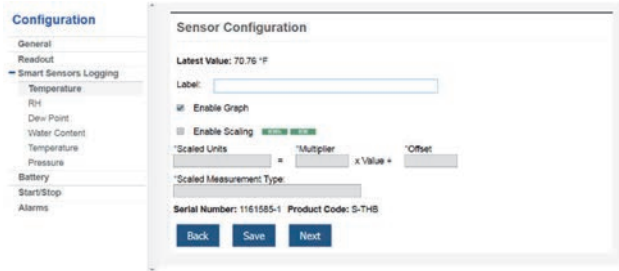 Configuration
General
Readout
Smart Sensors Logging
Temperature
RH
Dew Point
Water Content
Temperature
Pressure
Battery
Start/Stop
Alarms
Sensor Configuration
Latest Value: 70.76 °F
Label:
Enable Graph
Enable Scaling
*Scaled Units
*Multiplier
*Offset
= x Value +
*Scaled Measurement Type:
Serial Number: 1161585-1 Product Code: S-THB
Back Save Next